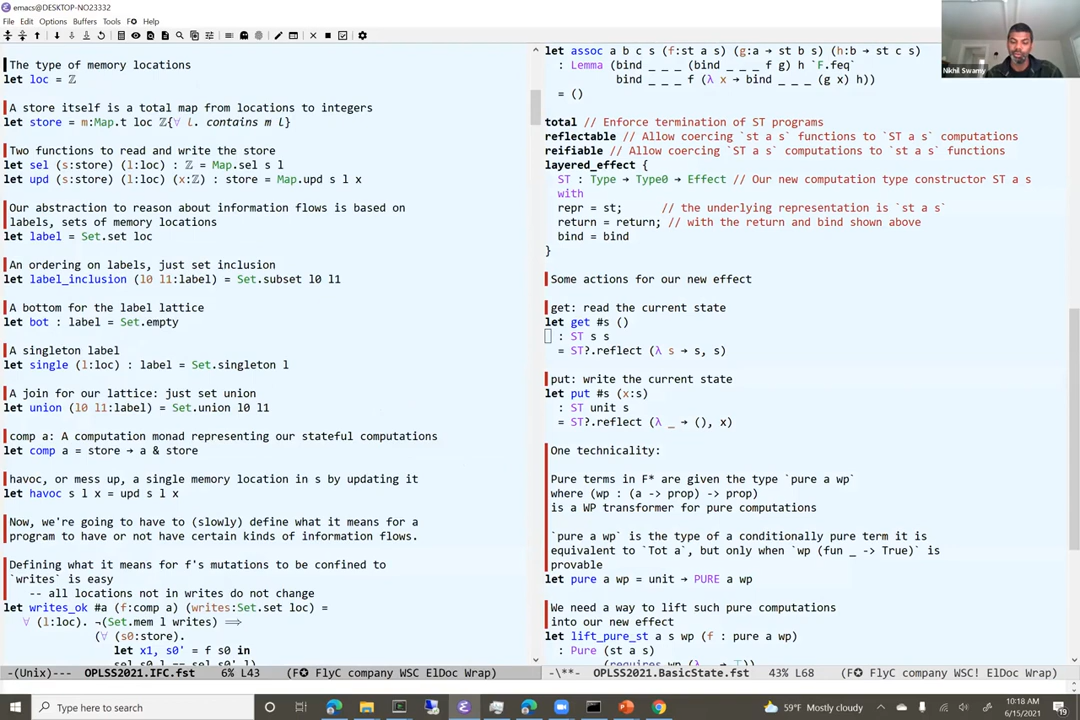 emacs@DESKTOP-NO23332
File Edit Options Buffers Tools F✪ Help
The type of memory locations
let loc = ℤ
A store itself is a total map from locations to integers
let store = m:Map.t loc ℤ{∀ l. contains m l}
Two functions to read and write the store
let sel (s:store) (l:loc) : ℤ = Map.sel s l
let upd (s:store) (l:loc) (x:ℤ) : store = Map.upd s l x
Our abstraction to reason about information flows is based on
labels, sets of memory locations
let label = Set.set loc
An ordering on labels, just set inclusion
let label_inclusion (l0 l1:label) = Set.subset l0 l1
A bottom for the label lattice
let bot : label = Set.empty
A singleton label
let single (l:loc) : label = Set.singleton l
A join for our lattice: just set union
let union (l0 l1:label) = Set.union l0 l1
comp a: A computation monad representing our stateful computations
let comp a = store → a & store
havoc, or mess up, a single memory location in s by updating it
let havoc s l x = upd s l x
Now, we're going to have to (slowly) define what it means for a
program to have or not have certain kinds of information flows.
Defining what it means for f's mutations to be confined to
`writes` is easy
-- all locations not in writes do not change
let writes_ok #a (f:comp a) (writes:Set.set loc) =
∀ (l:loc). ¬(Set.mem l writes) ⟹
(∀ (s0:store).
let x1, s0' = f s0 in
sel s0 l == sel s0' l)
-(Unix)--- OPLSS2021.IFC.fst 6% L43 (F✪ FlyC company WSC ElDoc Wrap)
let assoc a b c s (f:st a s) (g:a → st b s) (h:b → st c s)
: Lemma (bind _ _ _ (bind _ _ _ f g) h `F.feq`
bind _ _ _ f (λ x → bind _ _ _ (g x) h))
= ()
total // Enforce termination of ST programs
reflectable // Allow coercing `st a s` functions to `ST a s` computations
reifiable // Allow coercing `ST a s` computations to `st a s` functions
layered_effect {
ST : Type → Type0 → Effect // Our new computation type constructor ST a s
with
repr = st; // the underlying representation is `st a s`
return = return; // with the return and bind shown above
bind = bind
}
Some actions for our new effect
get: read the current state
let get #s ()
: ST s s
= ST?.reflect (λ s → s, s)
put: write the current state
let put #s (x:s)
: ST unit s
= ST?.reflect (λ _ → (), x)
One technicality:
Pure terms in F* are given the type `pure a wp`
where (wp : (a -> prop) -> prop)
is a WP transformer for pure computations
`pure a wp` is the type of a conditionally pure term it is
equivalent to `Tot a`, but only when `wp (fun _ -> True)` is
provable
let pure a wp = unit → PURE a wp
We need a way to lift such pure computations
into our new effect
let lift_pure_st a s wp (f : pure a wp)
: Pure (st a s)
(requires wp (λ _ → ⊤))
-\**- OPLSS2021.BasicState.fst 43% L68 (F✪ FlyC company WSC! ElDoc Wrap)
Nikhil Swamy
Type here to search
59°F Mostly cloudy
10:18 AM
6/15/2021
19